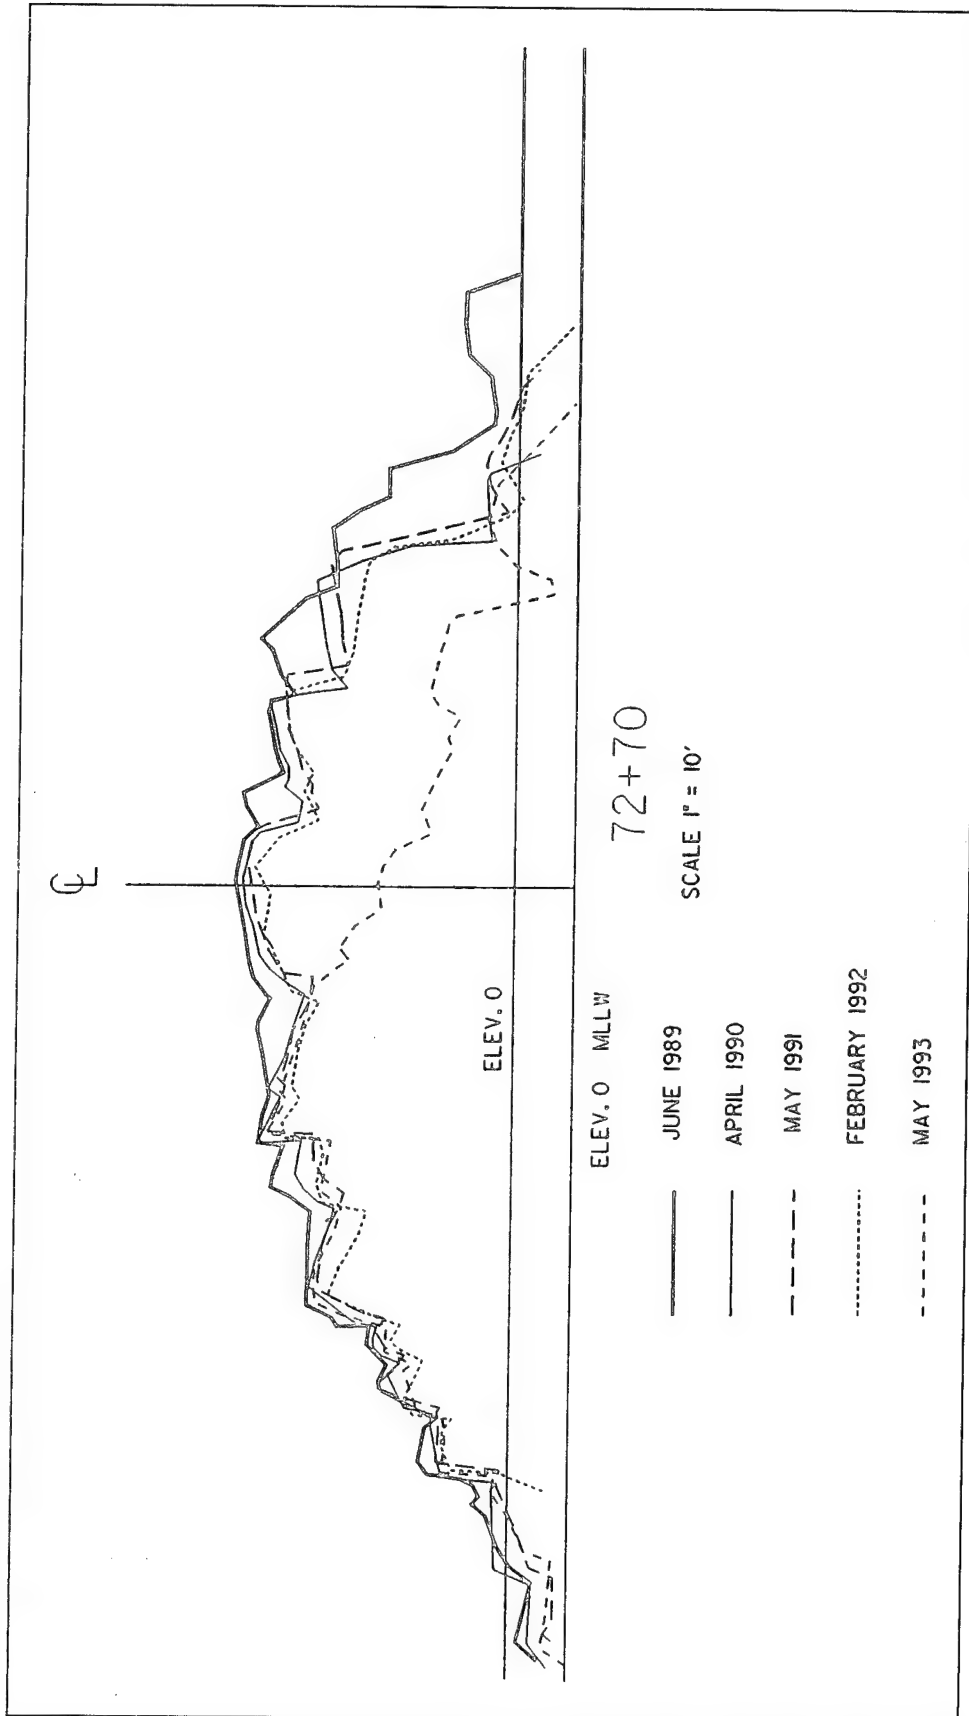 ℄
ELEV. 0
ELEV. 0 MLLW
72+70
SCALE 1" = 10'
JUNE 1989
APRIL 1990
MAY 1991
FEBRUARY 1992
MAY 1993